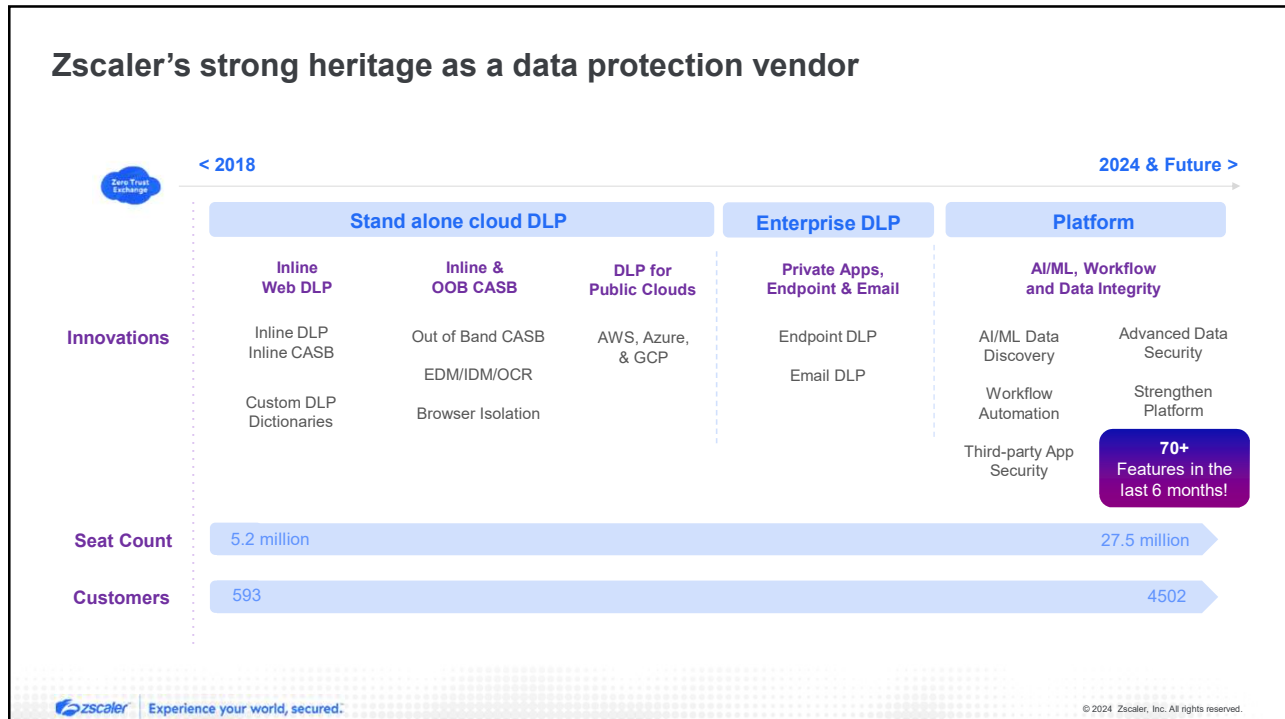 Zscaler’s strong heritage as a data protection vendor
Zero Trust
Exchange
< 2018
2024 & Future >
Stand alone cloud DLP
Enterprise DLP
Platform
Inline
Web DLP
Inline &
OOB CASB
DLP for
Public Clouds
Private Apps,
Endpoint & Email
AI/ML, Workflow
and Data Integrity
Innovations
Inline DLP
Inline CASB
Custom DLP
Dictionaries
Out of Band CASB
EDM/IDM/OCR
Browser Isolation
AWS, Azure,
& GCP
Endpoint DLP
Email DLP
AI/ML Data
Discovery
Workflow
Automation
Third-party App
Security
Advanced Data
Security
Strengthen
Platform
70+
Features in the
last 6 months!
Seat Count
5.2 million
27.5 million
Customers
593
4502
zscaler
Experience your world, secured.
© 2024 Zscaler, Inc. All rights reserved.